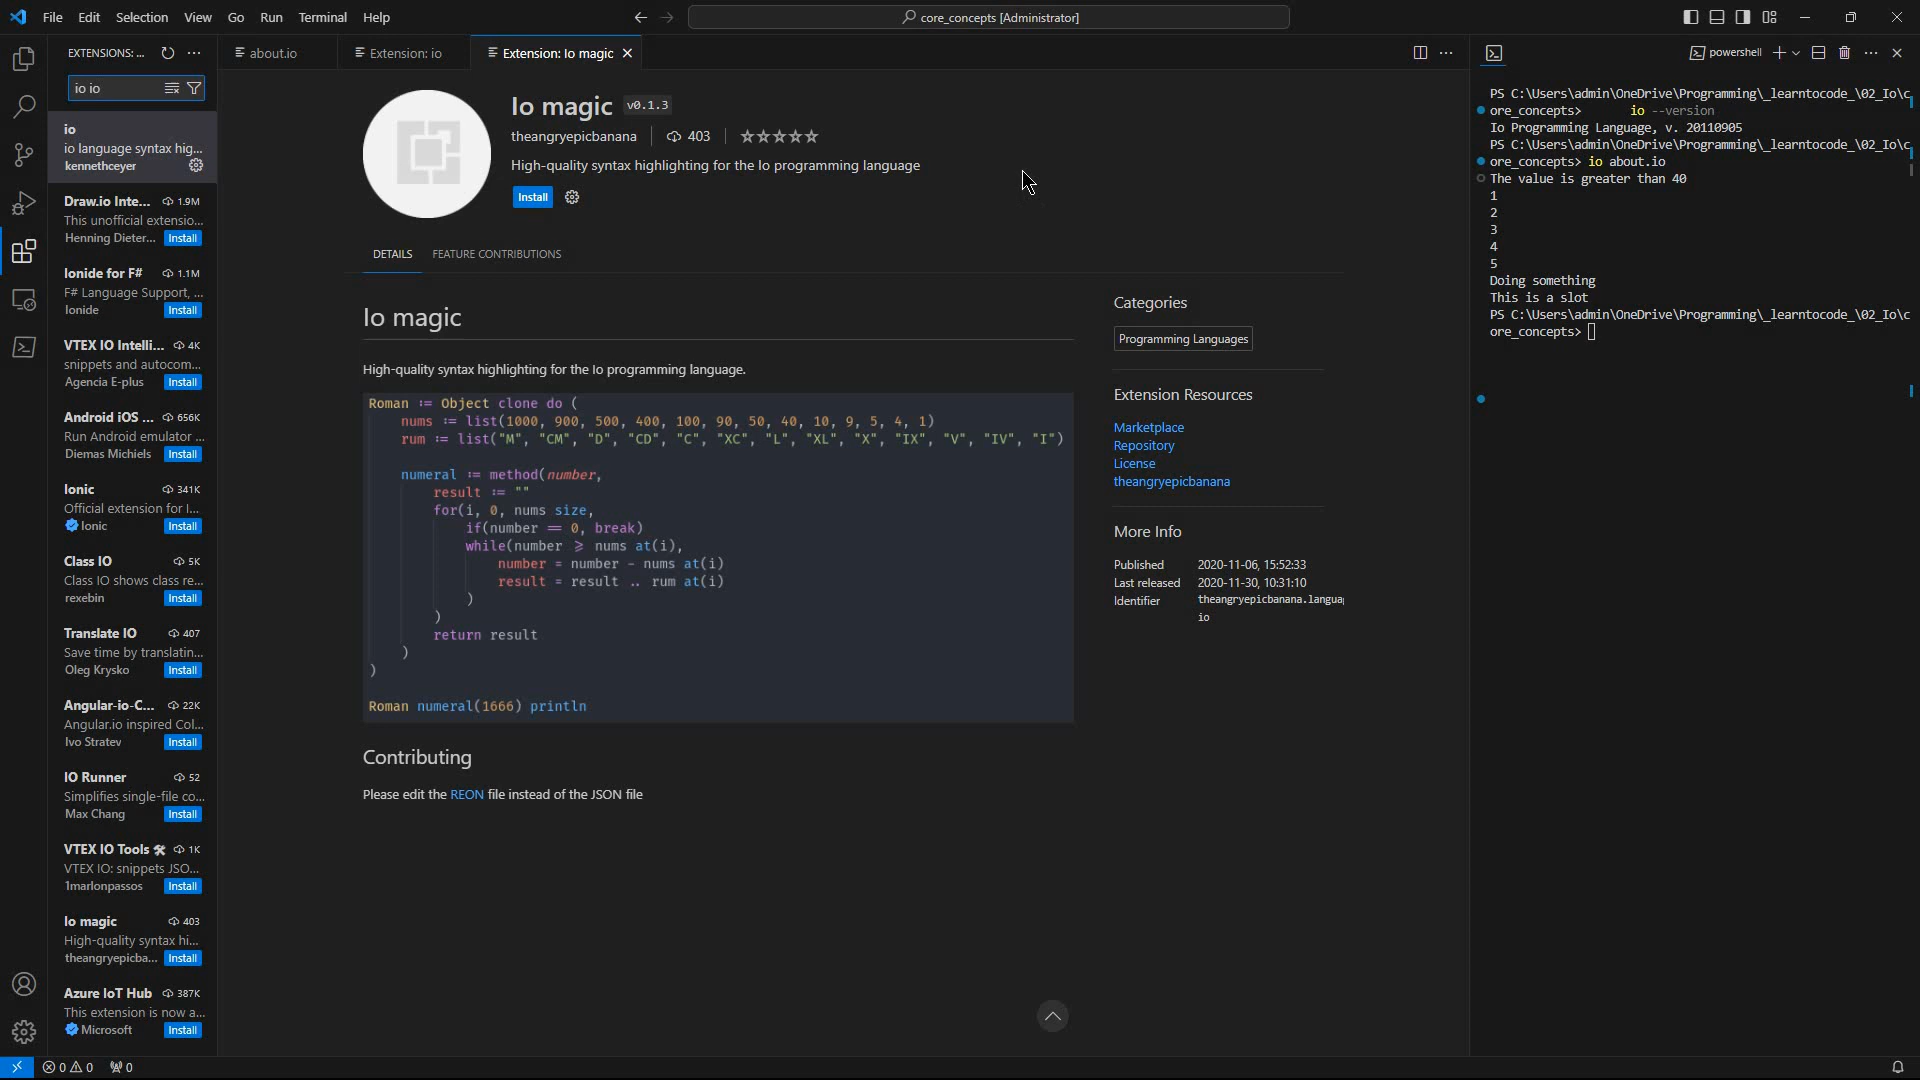 File Edit Selection View Go Run Terminal Help
core_concepts [Administrator]
EXTENSIONS: ...
io io
io
io language syntax hig...
kennethceyer
Draw.io Inte... 1.9M
This unofficial extensio...
Henning Dieter... Install
Ionide for F# 1.1M
F# Language Support, ...
Ionide Install
VTEX IO Intelli... 4K
snippets and autocom...
Agencia E-plus Install
Android iOS ... 656K
Run Android emulator ...
Diemas Michiels Install
Ionic 341K
Official extension for I...
Ionic Install
Class IO 5K
Class IO shows class re...
rexebin Install
Translate IO 407
Save time by translatin...
Oleg Krysko Install
Angular-io-C... 22K
Angular.io inspired Col...
Ivo Stratev Install
IO Runner 52
Simplifies single-file co...
Max Chang Install
VTEX IO Tools 🛠 1K
VTEX IO: snippets JSO...
1marlonpassos Install
Io magic 403
High-quality syntax hi...
theangryepicba... Install
Azure IoT Hub 387K
This extension is now a...
Microsoft Install
about.io Extension: io Extension: Io magic
Io magic v0.1.3
theangryepicbanana 403
High-quality syntax highlighting for the Io programming language
Install
DETAILS FEATURE CONTRIBUTIONS
Io magic
High-quality syntax highlighting for the Io programming language.
Roman := Object clone do (
nums := list(1000, 900, 500, 400, 100, 90, 50, 40, 10, 9, 5, 4, 1)
rum := list("M", "CM", "D", "CD", "C", "XC", "L", "XL", "X", "IX", "V", "IV", "I")
numeral := method(number,
result := ""
for(i, 0, nums size,
if(number == 0, break)
while(number >= nums at(i),
number = number - nums at(i)
result = result .. rum at(i)
)
)
return result
)
)
Roman numeral(1666) println
Contributing
Please edit the REON file instead of the JSON file
Categories
Programming Languages
Extension Resources
Marketplace
Repository
License
theangryepicbanana
More Info
Published 2020-11-06, 15:52:33
Last released 2020-11-30, 10:31:10
Identifier theangryepicbanana.langua
io
powershell
PS C:\Users\admin\OneDrive\Programming\_learntocode_\02_Io\c
ore_concepts> io --version
Io Programming Language, v. 20110905
PS C:\Users\admin\OneDrive\Programming\_learntocode_\02_Io\c
ore_concepts> io about.io
The value is greater than 40
1
2
3
4
5
Doing something
This is a slot
PS C:\Users\admin\OneDrive\Programming\_learntocode_\02_Io\c
ore_concepts>
0 0 0